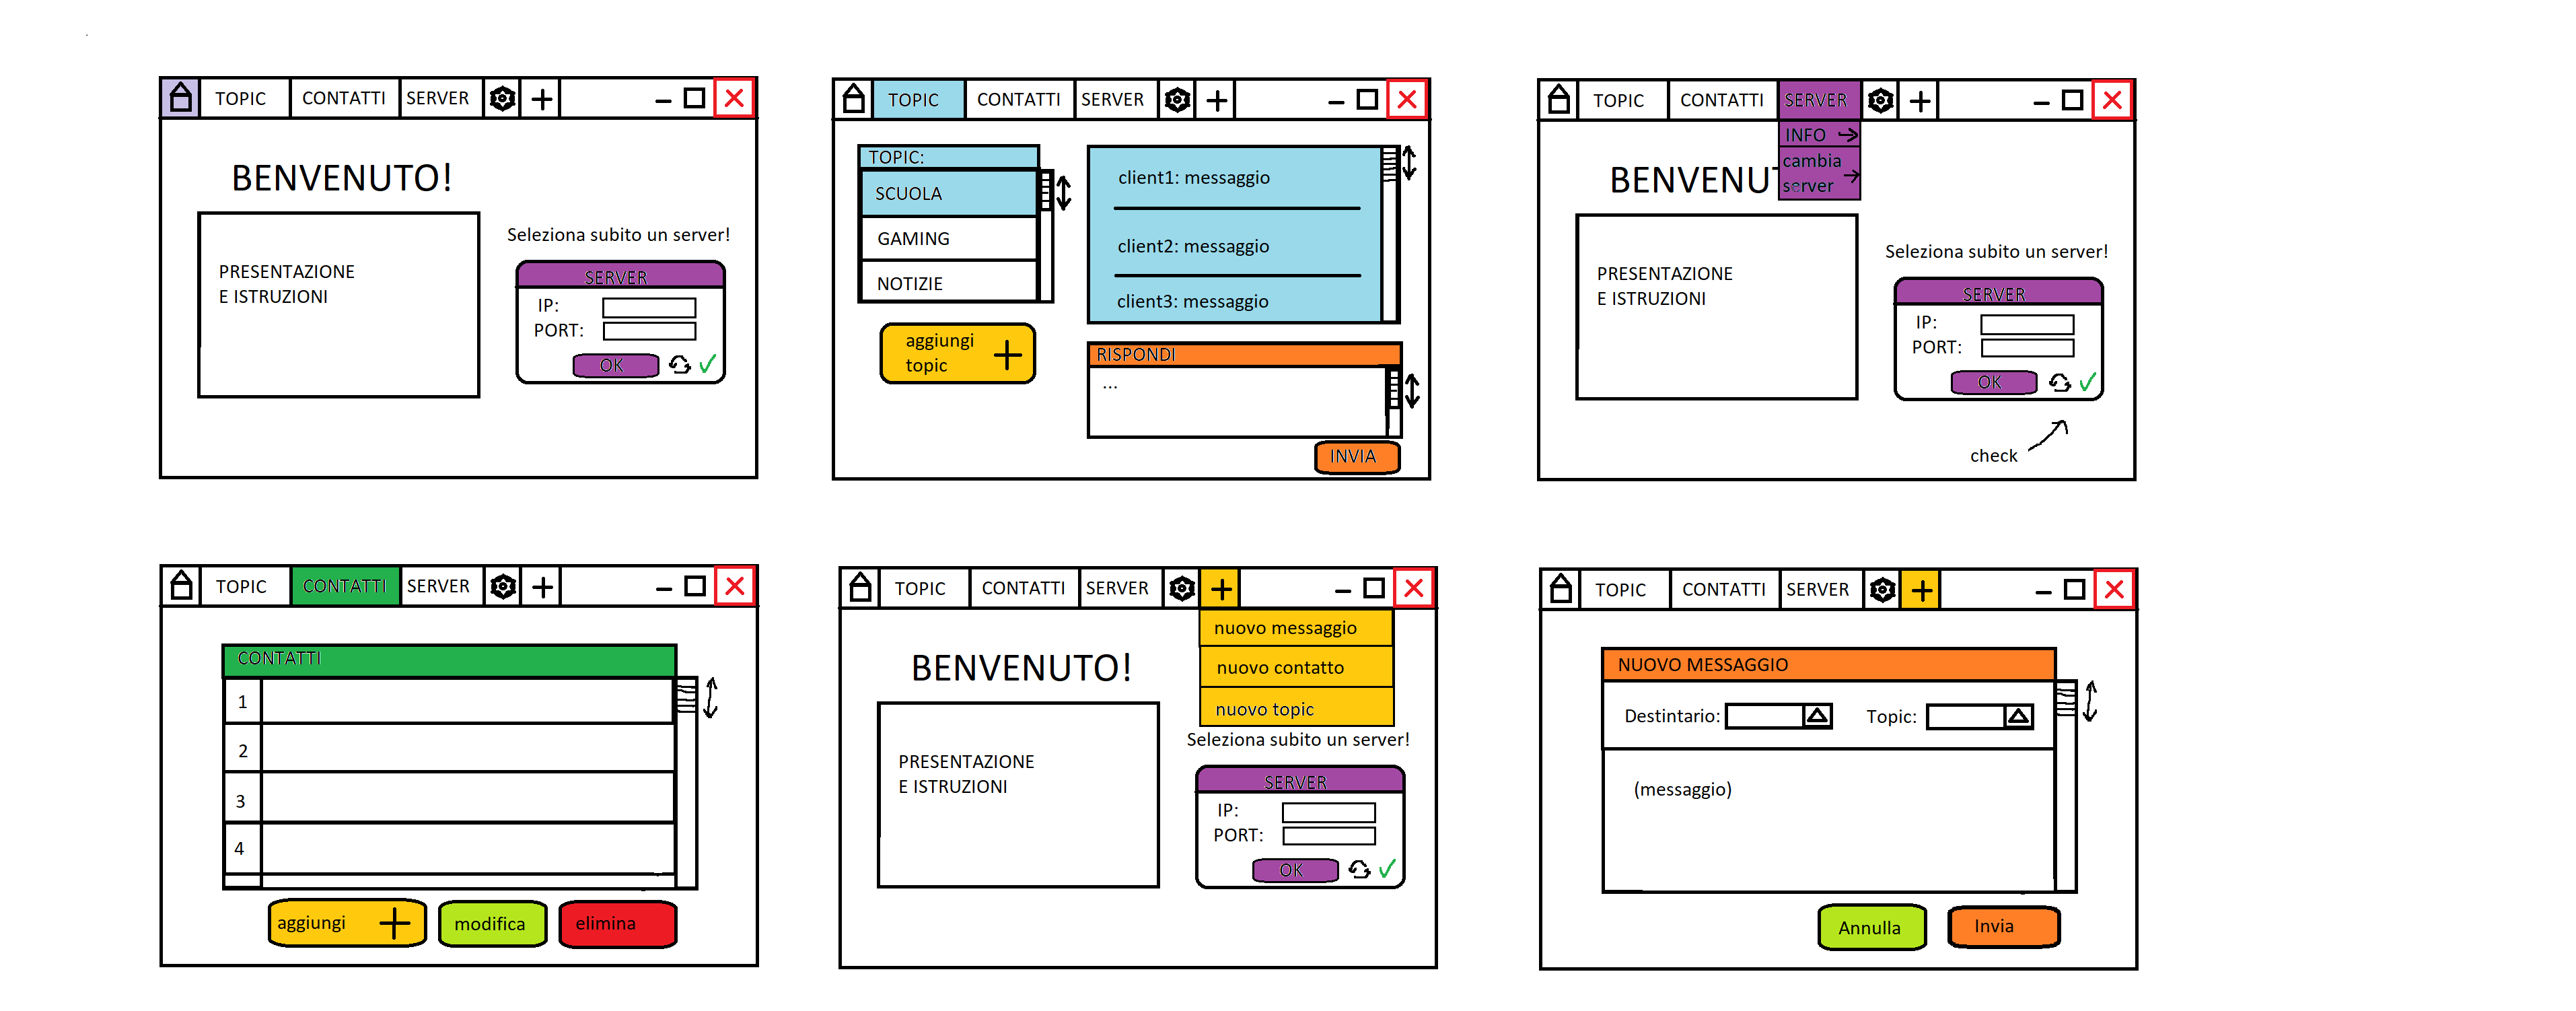 TOPIC CONTATTI SERVER
BENVENUTO!
PRESENTAZIONE
E ISTRUZIONI
Seleziona subito un server!
SERVER
IP:
PORT:
OK
TOPIC CONTATTI SERVER
TOPIC:
SCUOLA
GAMING
NOTIZIE
aggiungi
topic
client1: messaggio
client2: messaggio
client3: messaggio
RISPONDI
...
INVIA
TOPIC CONTATTI SERVER
INFO
cambia
server
BENVENUT
PRESENTAZIONE
E ISTRUZIONI
Seleziona subito un server!
SERVER
IP:
PORT:
OK
check
TOPIC CONTATTI SERVER
CONTATTI
1
2
3
4
aggiungi
modifica
elimina
TOPIC CONTATTI SERVER
nuovo messaggio
nuovo contatto
nuovo topic
BENVENUTO!
PRESENTAZIONE
E ISTRUZIONI
Seleziona subito un server!
SERVER
IP:
PORT:
OK
TOPIC CONTATTI SERVER
NUOVO MESSAGGIO
Destintario: Topic:
(messaggio)
Annulla
Invia